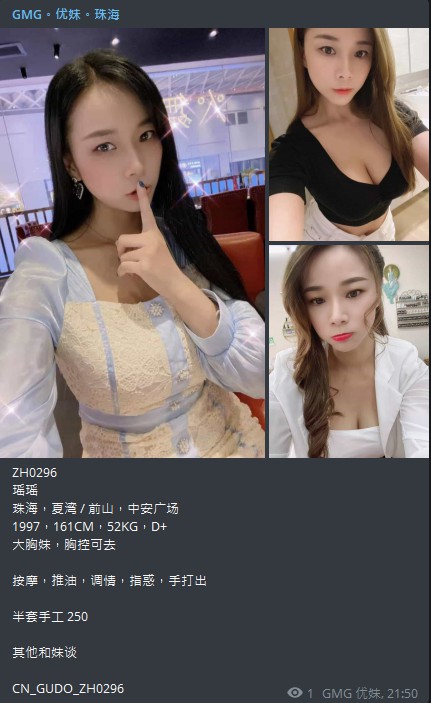 GMG。优妹。珠海
ZH0296
瑶瑶
珠海，夏湾 / 前山，中安广场
1997，161CM，52KG，D+
大胸妹，胸控可去
按摩，推油，调情，指惑，手打出
半套手工 250
其他和妹谈
CN_GUDO_ZH0296
1 GMG 优妹, 21:50